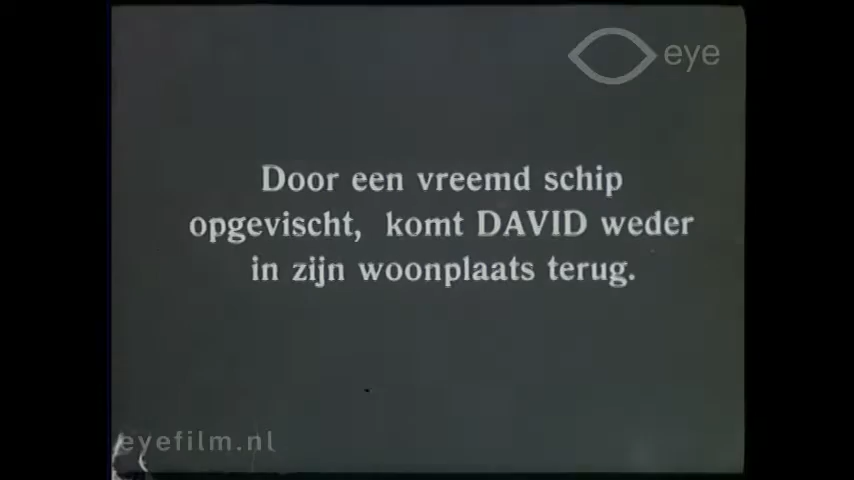 eye
Door een vreemd schip
opgevischt, komt DAVID weder
in zijn woonplaats terug.
eyefilm.nl